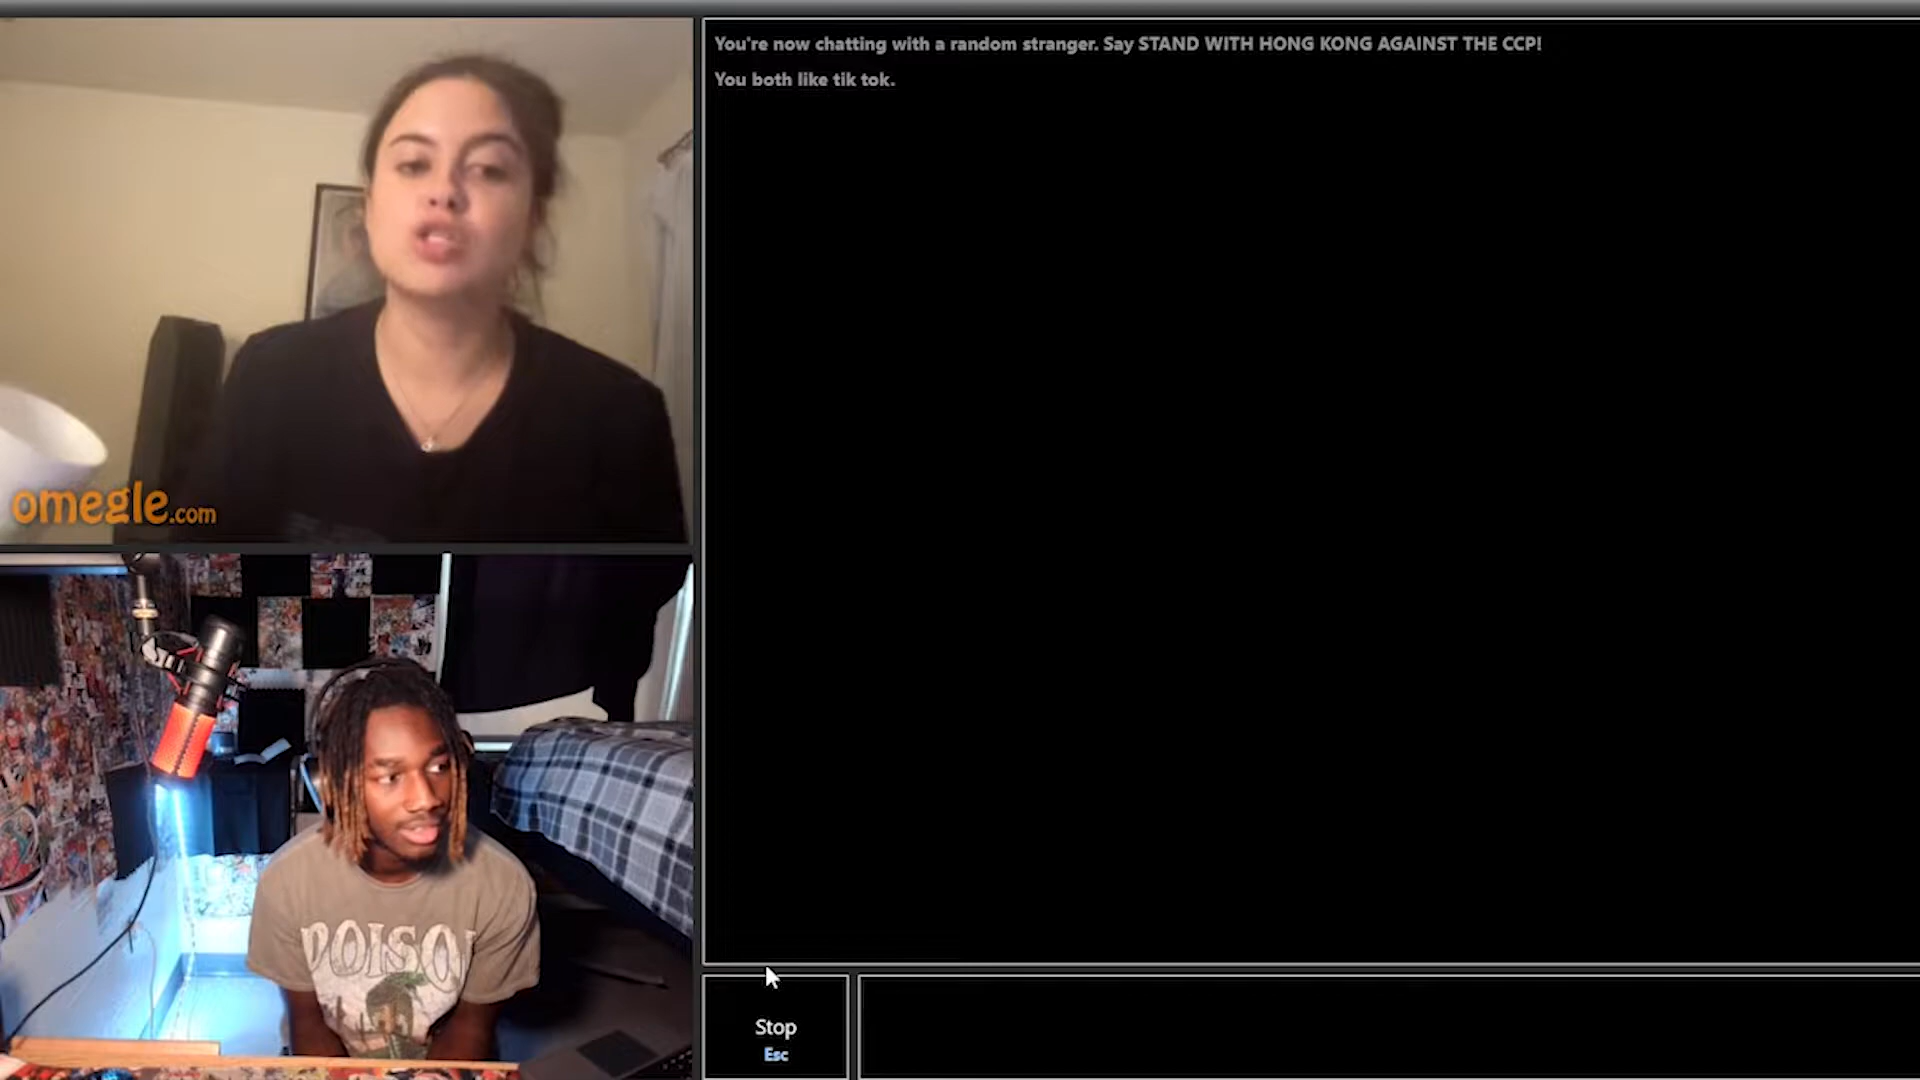 You're now chatting with a random stranger. Say STAND WITH HONG KONG AGAINST THE CCP!
You both like tik tok.
omegle.com
POISON
Stop
Esc